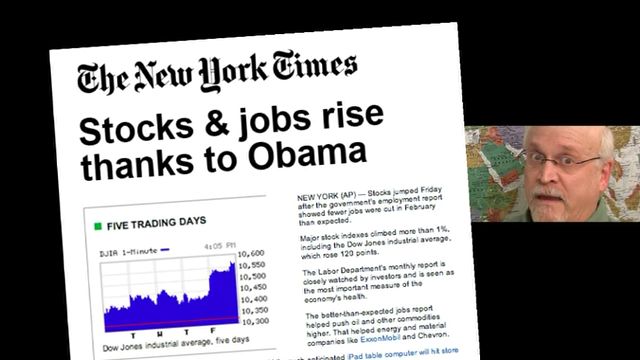 The New York Times
Stocks & jobs rise
thanks to Obama
FIVE TRADING DAYS
DJIA 1-Minute
4:05 PM
10,600
10,550
10,500
10,450
10,400
10,350
10,300
T W T F
Dow Jones industrial average, five days
NEW YORK (AP) — Stocks jumped Friday
after the government's employment report
showed fewer jobs were cut in February
than expected.
Major stock indexes climbed more than 1%,
including the Dow Jones industrial average,
which rose 120 points.
The Labor Department's monthly report is
closely watched by investors and is seen as
the most important measure of the
economy's health.
The better-than-expected jobs report
helped push oil and other commodities
higher. That helped energy and material
companies like ExxonMobil and Chevron.
anticipated iPad table computer will hit store